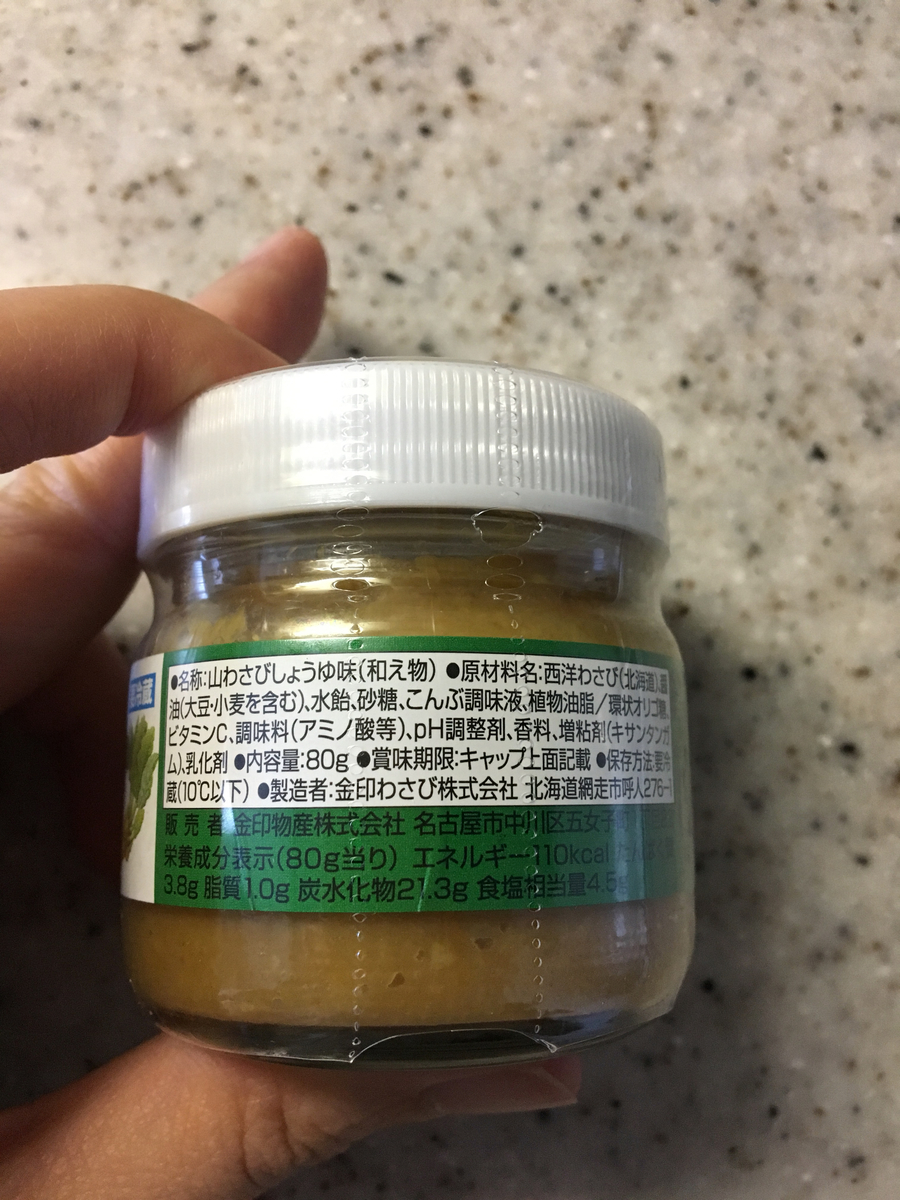 冷蔵
●名称:山わさびしょうゆ味(和え物) ●原材料名:西洋わさび(北海道)、醤
油(大豆・小麦を含む)、水飴、砂糖、こんぶ調味液、植物油脂／環状オリゴ糖、
ビタミンC、調味料(アミノ酸等)、pH調整剤、香料、増粘剤(キサンタンガ
ム)、乳化剤 ●内容量:80g ●賞味期限:キャップ上面記載 ●保存方法:要冷
蔵(10℃以下) ●製造者:金印わさび株式会社 北海道網走市呼人276-1
販売者 金印物産株式会社 名古屋市中川区五女子町
栄養成分表示(80g当り) エネルギー110kcal たんぱく質
3.8g 脂質1.0g 炭水化物21.3g 食塩相当量4.5g